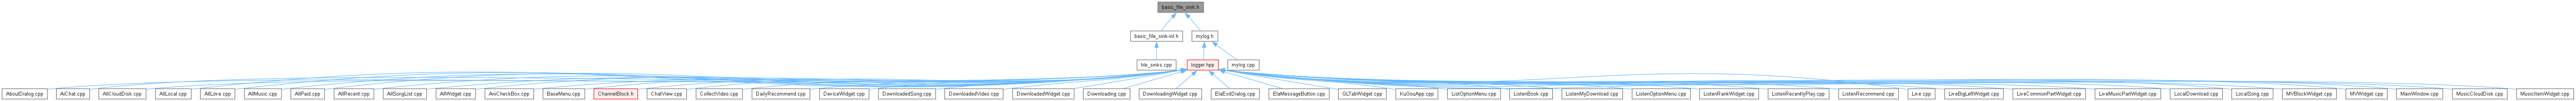 basic_file_sink.h
basic_file_sink-inl.h
mylog.h
file_sinks.cpp
logger.hpp
mylog.cpp
AboutDialog.cpp
AiChat.cpp
AllCloudDisk.cpp
AllLocal.cpp
AllLove.cpp
AllMusic.cpp
AllPaid.cpp
AllRecent.cpp
AllSongList.cpp
AllWidget.cpp
AniCheckBox.cpp
BaseMenu.cpp
ChannelBlock.h
ChatView.cpp
CollectVideo.cpp
DailyRecommend.cpp
DeviceWidget.cpp
DownloadedSong.cpp
DownloadedVideo.cpp
DownloadedWidget.cpp
Downloading.cpp
DownloadingWidget.cpp
ElaExitDialog.cpp
ElaMessageButton.cpp
GLTabWidget.cpp
KuGouApp.cpp
ListOptionMenu.cpp
ListenBook.cpp
ListenMyDownload.cpp
ListenOptionMenu.cpp
ListenRankWidget.cpp
ListenRecentlyPlay.cpp
ListenRecommend.cpp
Live.cpp
LiveBigLeftWidget.cpp
LiveCommonPartWidget.cpp
LiveMusicPartWidget.cpp
LocalDownload.cpp
LocalSong.cpp
MVBlockWidget.cpp
MVWidget.cpp
MainWindow.cpp
MusicCloudDisk.cpp
MusicItemWidget.cpp